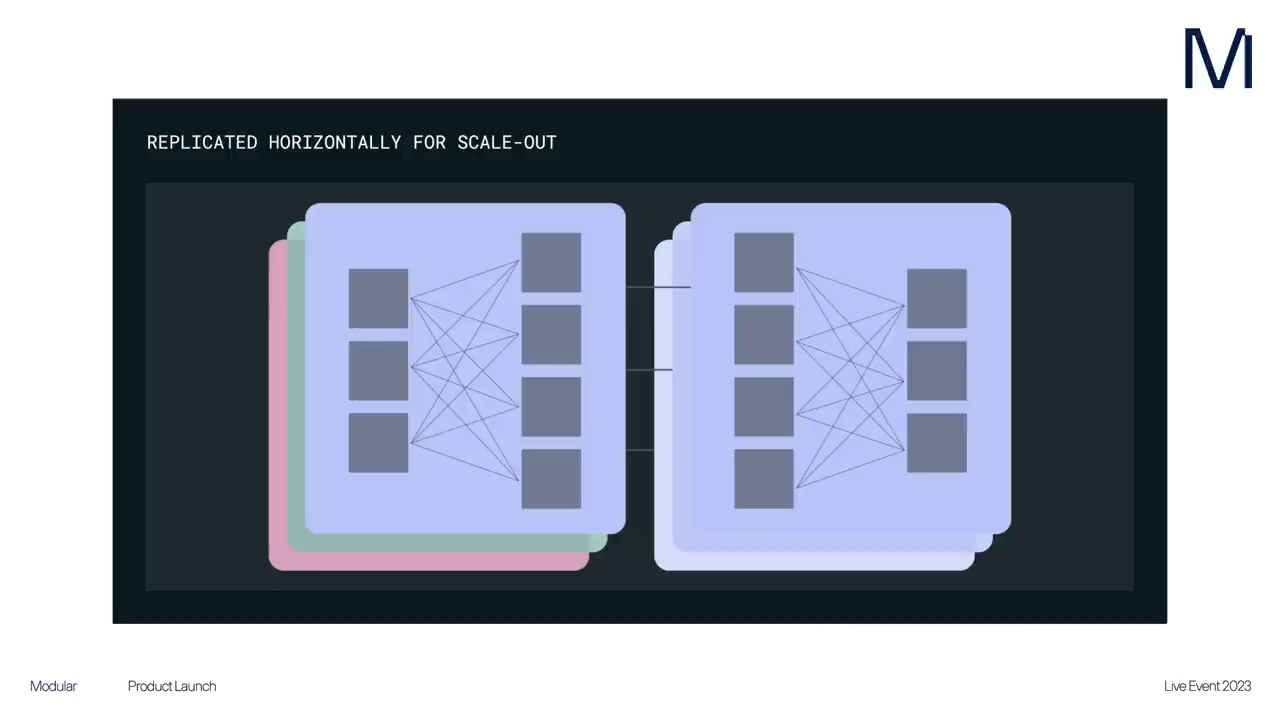 M
REPLICATED HORIZONTALLY FOR SCALE-OUT
Modular
Product Launch
Live Event 2023